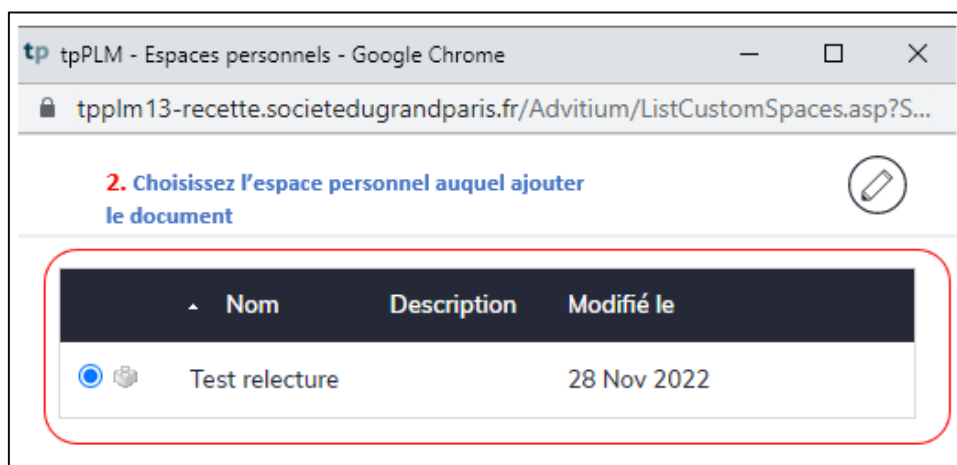 tp tpPLM - Espaces personnels - Google Chrome
tpplm13-recette.societedugrandparis.fr/Advitium/ListCustomSpaces.asp?S...
2. Choisissez l'espace personnel auquel ajouter
le document
Nom Description Modifié le
Test relecture 28 Nov 2022